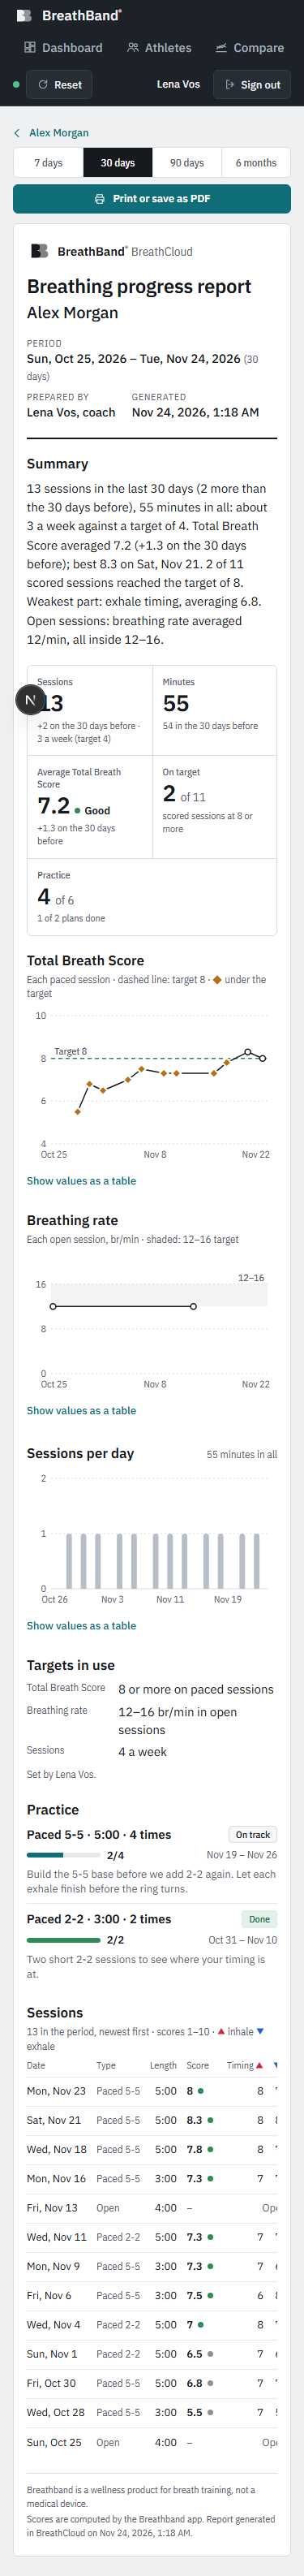 BreathBand®
Dashboard Athletes Compare
Reset Lena Vos Sign out
Alex Morgan
7 days 30 days 90 days 6 months
Print or save as PDF
BreathBand® BreathCloud
Breathing progress report
Alex Morgan
PERIOD
Sun, Oct 25, 2026 – Tue, Nov 24, 2026 (30
days)
PREPARED BY GENERATED
Lena Vos, coach Nov 24, 2026, 1:18 AM
Summary
13 sessions in the last 30 days (2 more than
the 30 days before), 55 minutes in all: about
3 a week against a target of 4. Total Breath
Score averaged 7.2 (+1.3 on the 30 days
before); best 8.3 on Sat, Nov 21. 2 of 11
scored sessions reached the target of 8.
Weakest part: exhale timing, averaging 6.8.
Open sessions: breathing rate averaged
12/min, all inside 12–16.
Sessions Minutes
N 13 55
+2 on the 30 days before · 54 in the 30 days before
3 a week (target 4)
Average Total Breath On target
Score
7.2 Good 2 of 11
+1.3 on the 30 days scored sessions at 8 or
before more
Practice
4 of 6
1 of 2 plans done
Total Breath Score
Each paced session · dashed line: target 8 · ◆ under the
target
10
Target 8
8
6
4
Oct 25 Nov 8 Nov 22
Show values as a table
Breathing rate
Each open session, br/min · shaded: 12–16 target
12–16
16
8
0
Oct 25 Nov 8 Nov 22
Show values as a table
Sessions per day 55 minutes in all
2
1
0
Oct 26 Nov 3 Nov 11 Nov 19
Show values as a table
Targets in use
Total Breath Score 8 or more on paced sessions
Breathing rate 12–16 br/min in open
sessions
Sessions 4 a week
Set by Lena Vos.
Practice
Paced 5-5 · 5:00 · 4 times On track
2/4 Nov 19 – Nov 26
Build the 5-5 base before we add 2-2 again. Let each
exhale finish before the ring turns.
Paced 2-2 · 3:00 · 2 times Done
2/2 Oct 31 – Nov 10
Two short 2-2 sessions to see where your timing is
at.
Sessions
13 in the period, newest first · scores 1–10 · ▲ inhale ▼
exhale
Date Type Length Score Timing ▲
Mon, Nov 23 Paced 5-5 5:00 8 8
Sat, Nov 21 Paced 5-5 5:00 8.3 8
Wed, Nov 18 Paced 5-5 5:00 7.8 8
Mon, Nov 16 Paced 5-5 3:00 7.3 7
Fri, Nov 13 Open 4:00 –
Wed, Nov 11 Paced 2-2 5:00 7.3 7
Mon, Nov 9 Paced 5-5 3:00 7.3 7
Fri, Nov 6 Paced 5-5 3:00 7.5 6
Wed, Nov 4 Paced 2-2 5:00 7 8
Sun, Nov 1 Paced 2-2 5:00 6.5 7
Fri, Oct 30 Paced 5-5 5:00 6.8 7
Wed, Oct 28 Paced 5-5 3:00 5.5 7
Sun, Oct 25 Open 4:00 –
Breathband is a wellness product for breath training, not a
medical device.
Scores are computed by the Breathband app. Report generated
in BreathCloud on Nov 24, 2026, 1:18 AM.